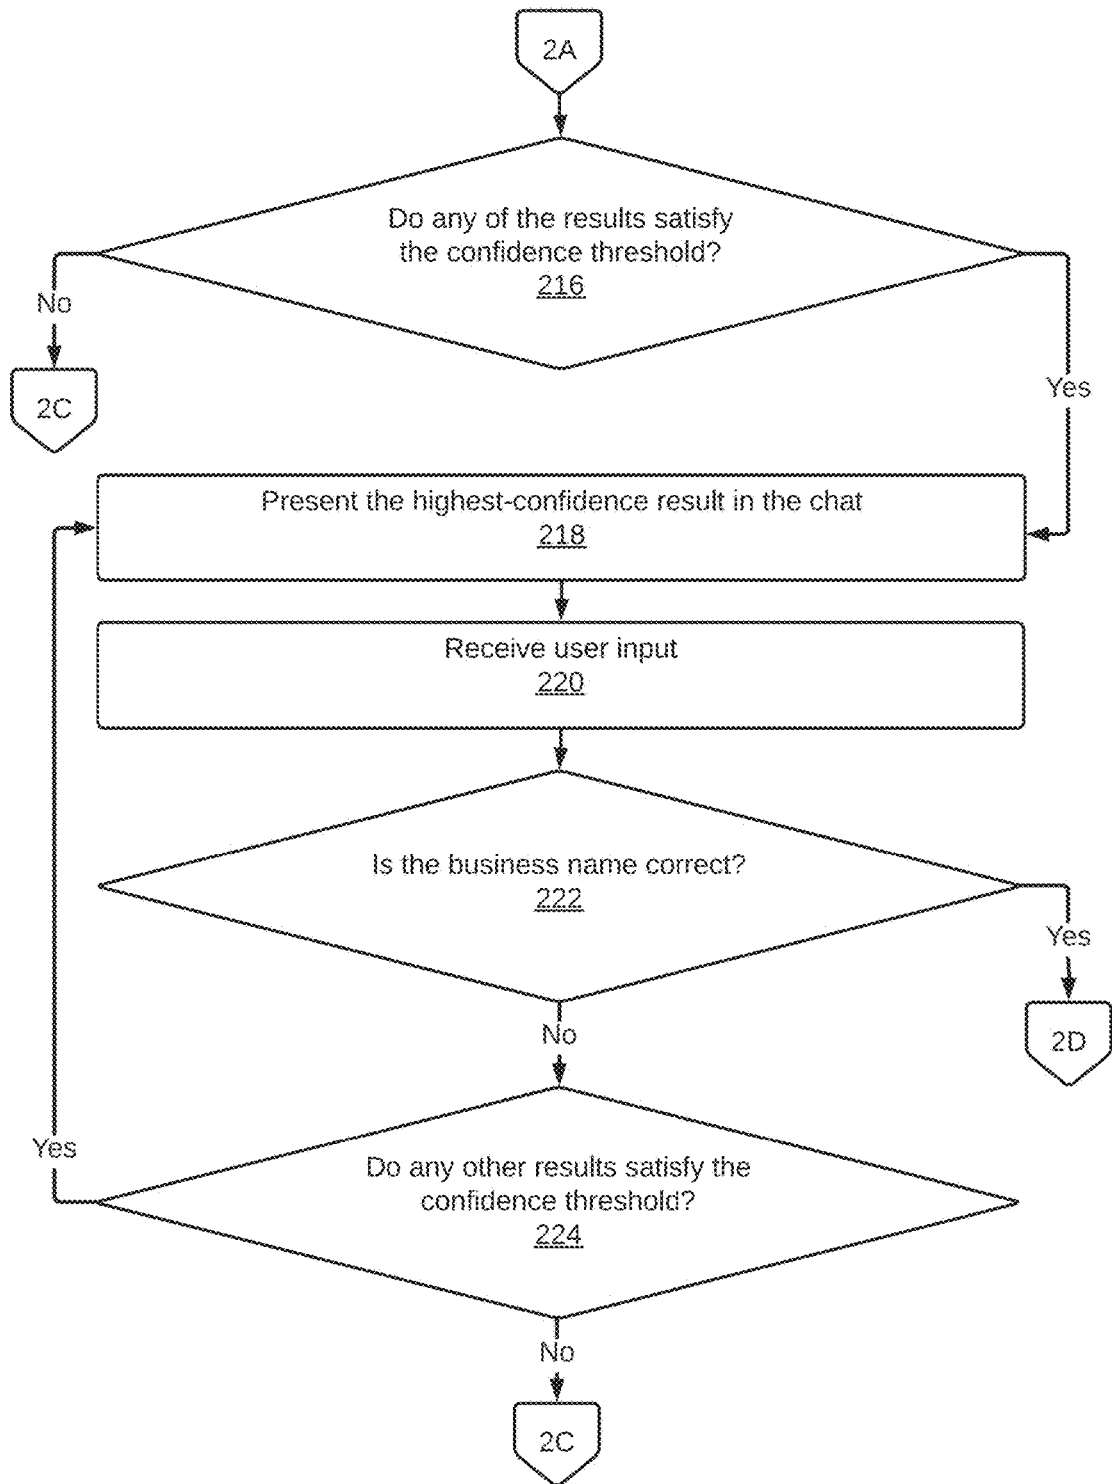 2A
Do any of the results satisfy
the confidence threshold?
216
No
2C
Yes
Present the highest-confidence result in the chat
218
Receive user input
220
Is the business name correct?
222
Yes
2D
No
Do any other results satisfy the
confidence threshold?
224
Yes
No
2C